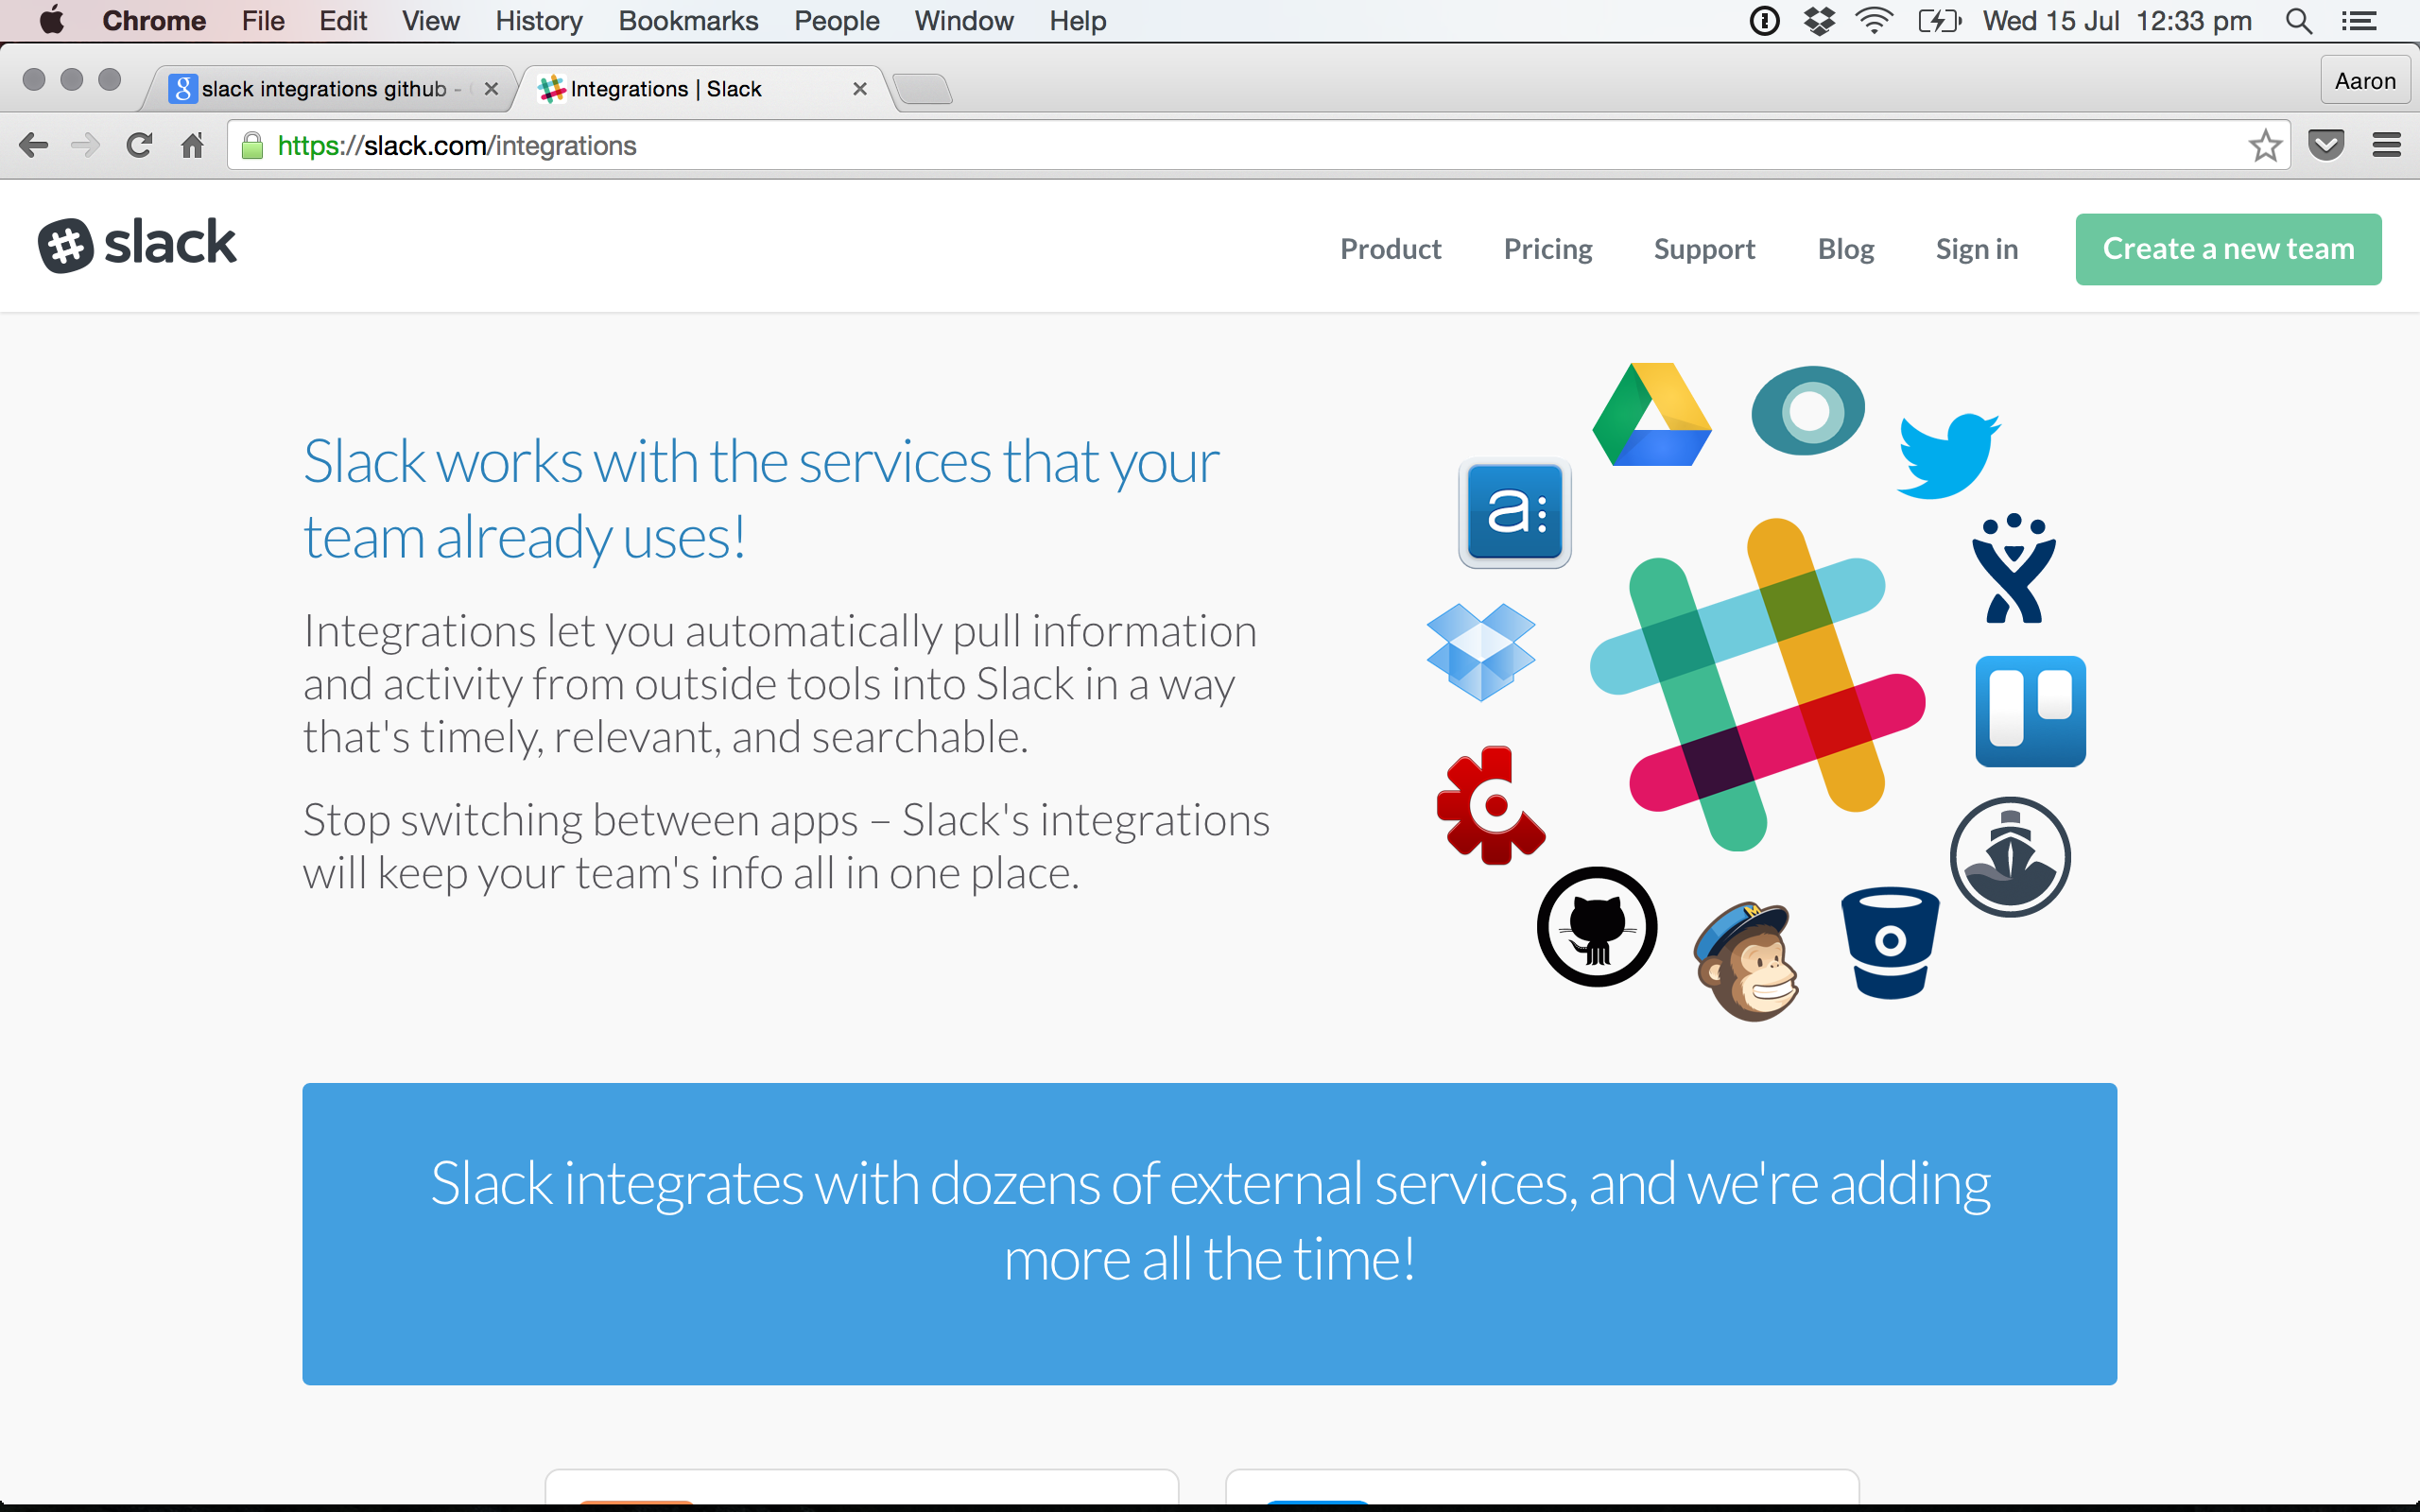 Chrome File Edit View History Bookmarks People Window Help Wed 15 Jul 12:33 pm
slack integrations github - Integrations | Slack Aaron
https://slack.com/integrations
slack Product Pricing Support Blog Sign in Create a new team
Slack works with the services that your
team already uses!
Integrations let you automatically pull information
and activity from outside tools into Slack in a way
that's timely, relevant, and searchable.
Stop switching between apps – Slack's integrations
will keep your team's info all in one place.
a:
Slack integrates with dozens of external services, and we're adding
more all the time!